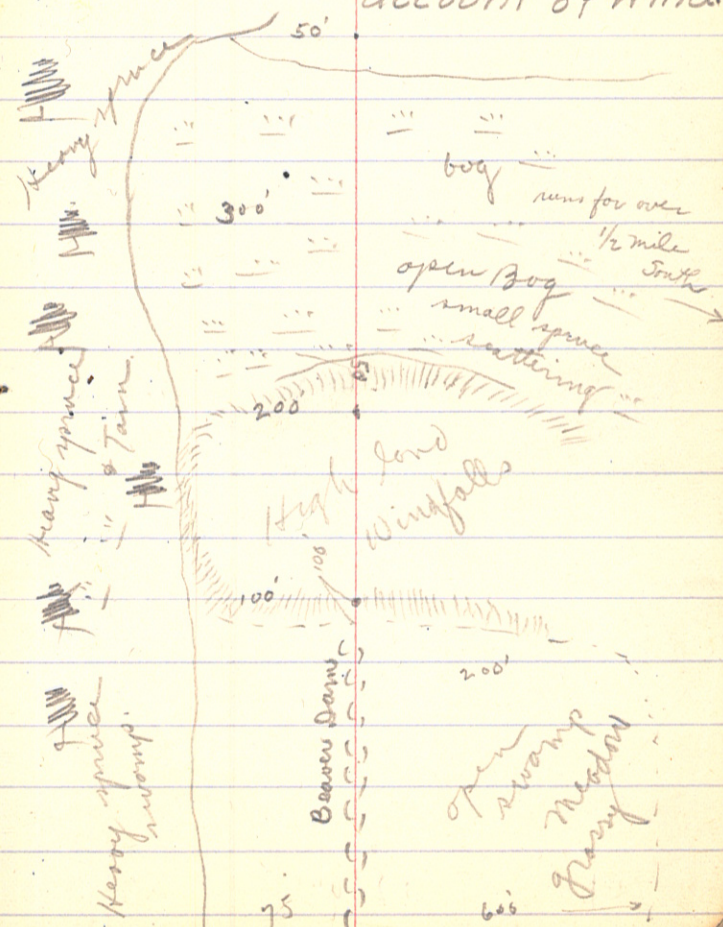 account of
50'
Heavy spruce
bog
300'
runs for over
1/2 mile
South
open Bog
small spruce
scattering
200'
Heavy spruce
High land
Windfalls
100'
100'
200'
Beaver Dam
open
swamp
Meadow
grassy
Heavy spruce
swamp
75
600'